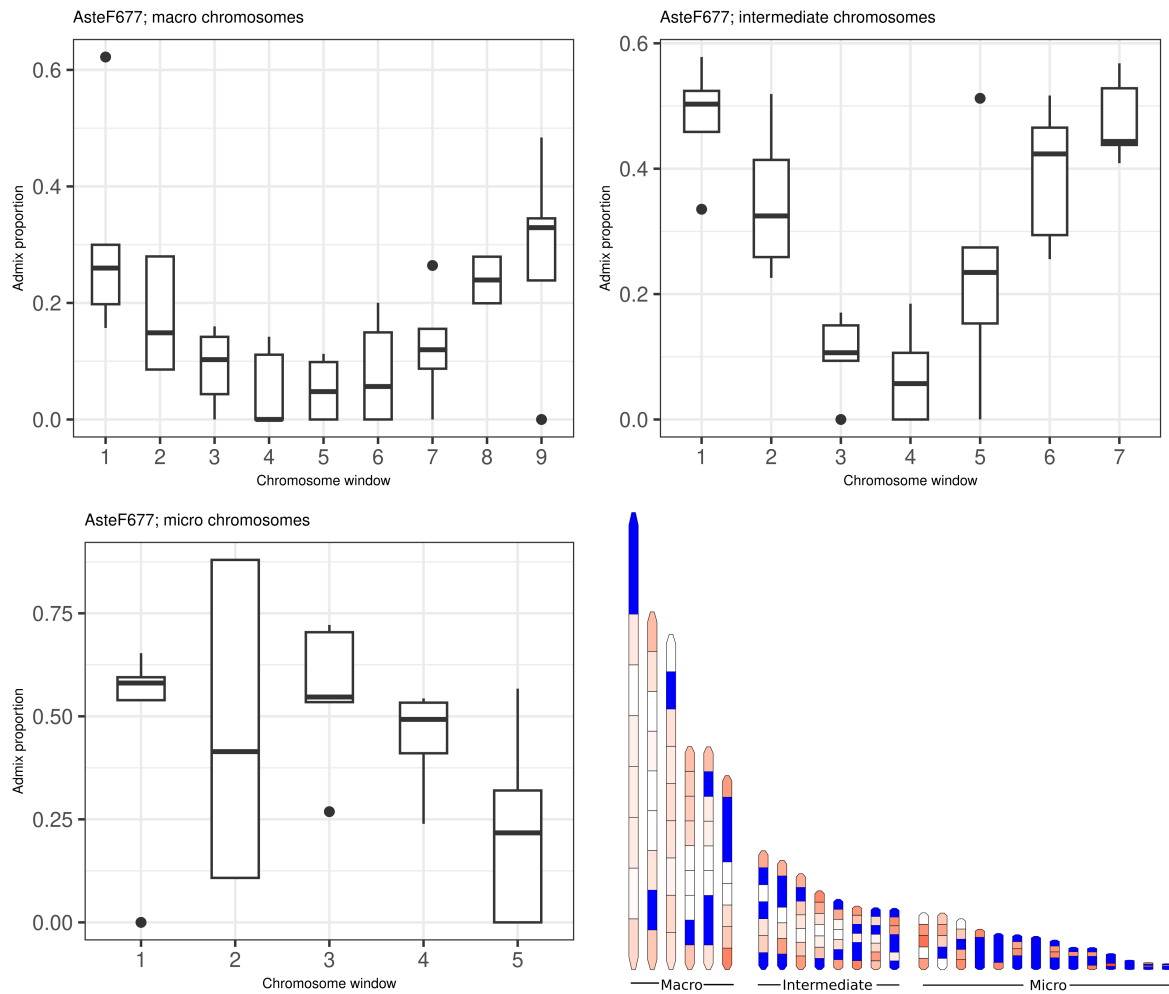 AsteF677; macro chromosomes
Admix proportion
0.6
0.4
0.2
0.0
1 2 3 4 5 6 7 8 9
Chromosome window
AsteF677; intermediate chromosomes
Admix proportion
0.6
0.4
0.2
0.0
1 2 3 4 5 6 7
Chromosome window
AsteF677; micro chromosomes
Admix proportion
0.75
0.50
0.25
0.00
1 2 3 4 5
Chromosome window
Macro Intermediate Micro